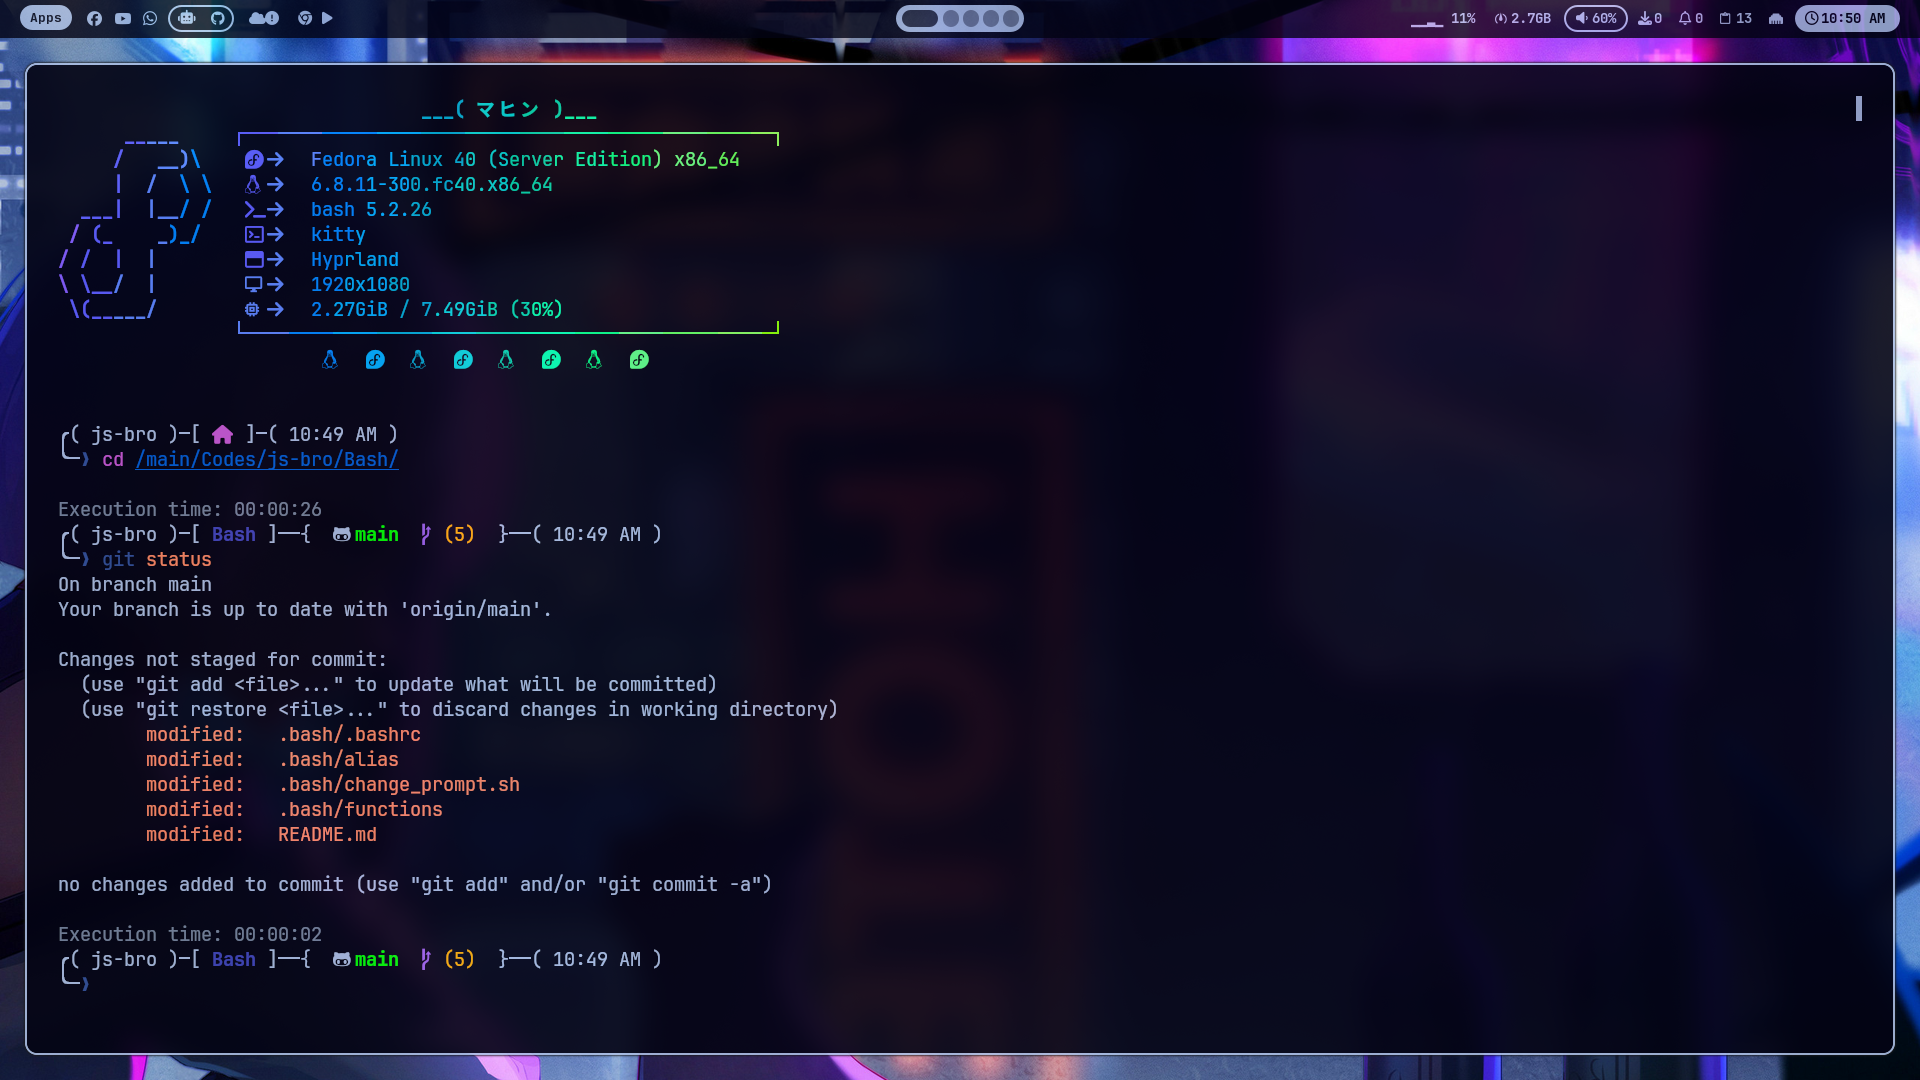 Apps 11% 2.7GB 60% 0 0 13 10:50 AM
___( マヒン )___
Fedora Linux 40 (Server Edition) x86_64
6.8.11-300.fc40.x86_64
bash 5.2.26
kitty
Hyprland
1920x1080
2.27GiB / 7.49GiB (30%)
( js-bro )-[ ]-( 10:49 AM )
cd /main/Codes/js-bro/Bash/
Execution time: 00:00:26
( js-bro )-[ Bash ]──{ main (5) }──( 10:49 AM )
git status
On branch main
Your branch is up to date with 'origin/main'.
Changes not staged for commit:
(use "git add <file>..." to update what will be committed)
(use "git restore <file>..." to discard changes in working directory)
modified: .bash/.bashrc
modified: .bash/alias
modified: .bash/change_prompt.sh
modified: .bash/functions
modified: README.md
no changes added to commit (use "git add" and/or "git commit -a")
Execution time: 00:00:02
( js-bro )-[ Bash ]──{ main (5) }──( 10:49 AM )